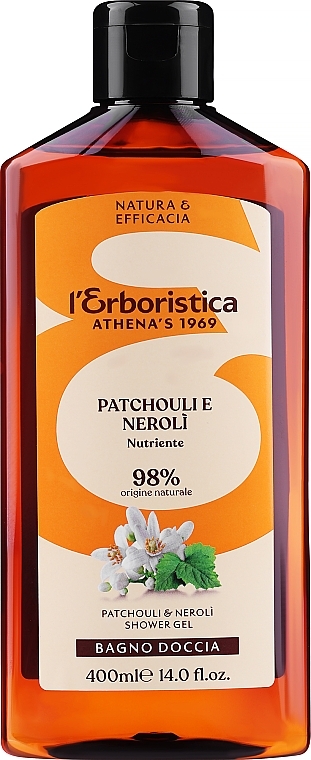 NATURA &
EFFICACIA
l'Erboristica
ATHENA'S 1969
PATCHOULI E
NEROLÌ
Nutriente
98%
origine naturale
PATCHOULI & NEROLÌ
SHOWER GEL
BAGNO DOCCIA
400ml℮ 14.0 fl.oz.